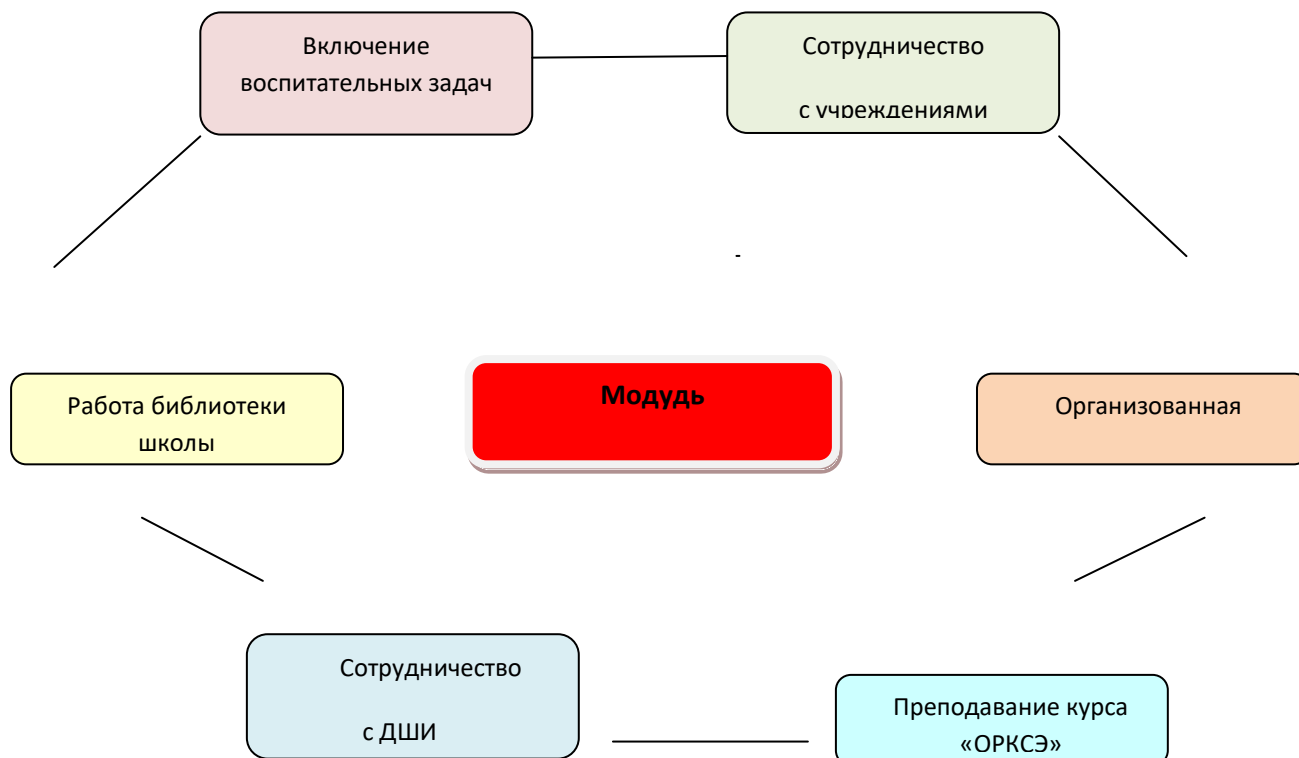 Включение
воспитательных задач
Сотрудничество
с учреждениями
-
Работа библиотеки
школы
Модудь
Организованная
Сотрудничество
с ДШИ
Преподавание курса
«ОРКСЭ»